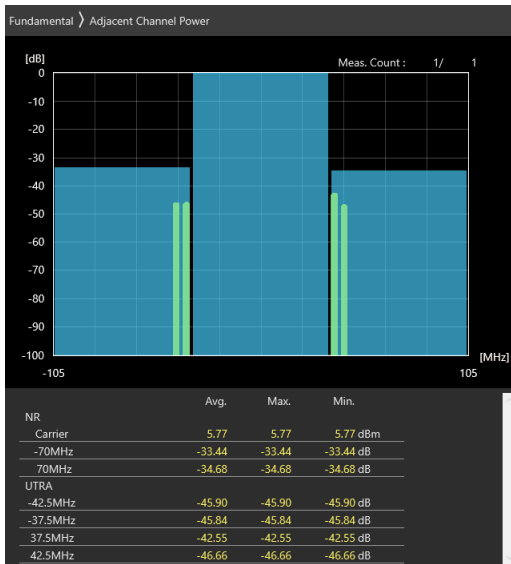 Fundamental 〉 Adjacent Channel Power
[dB]
Meas. Count : 1/ 1
0
-10
-20
-30
-40
-50
-60
-70
-80
-90
-100
[MHz]
-105 105
Avg. Max. Min.
NR
Carrier 5.77 5.77 5.77 dBm
-70MHz -33.44 -33.44 -33.44 dB
70MHz -34.68 -34.68 -34.68 dB
UTRA
-42.5MHz -45.90 -45.90 -45.90 dB
-37.5MHz -45.84 -45.84 -45.84 dB
37.5MHz -42.55 -42.55 -42.55 dB
42.5MHz -46.66 -46.66 -46.66 dB